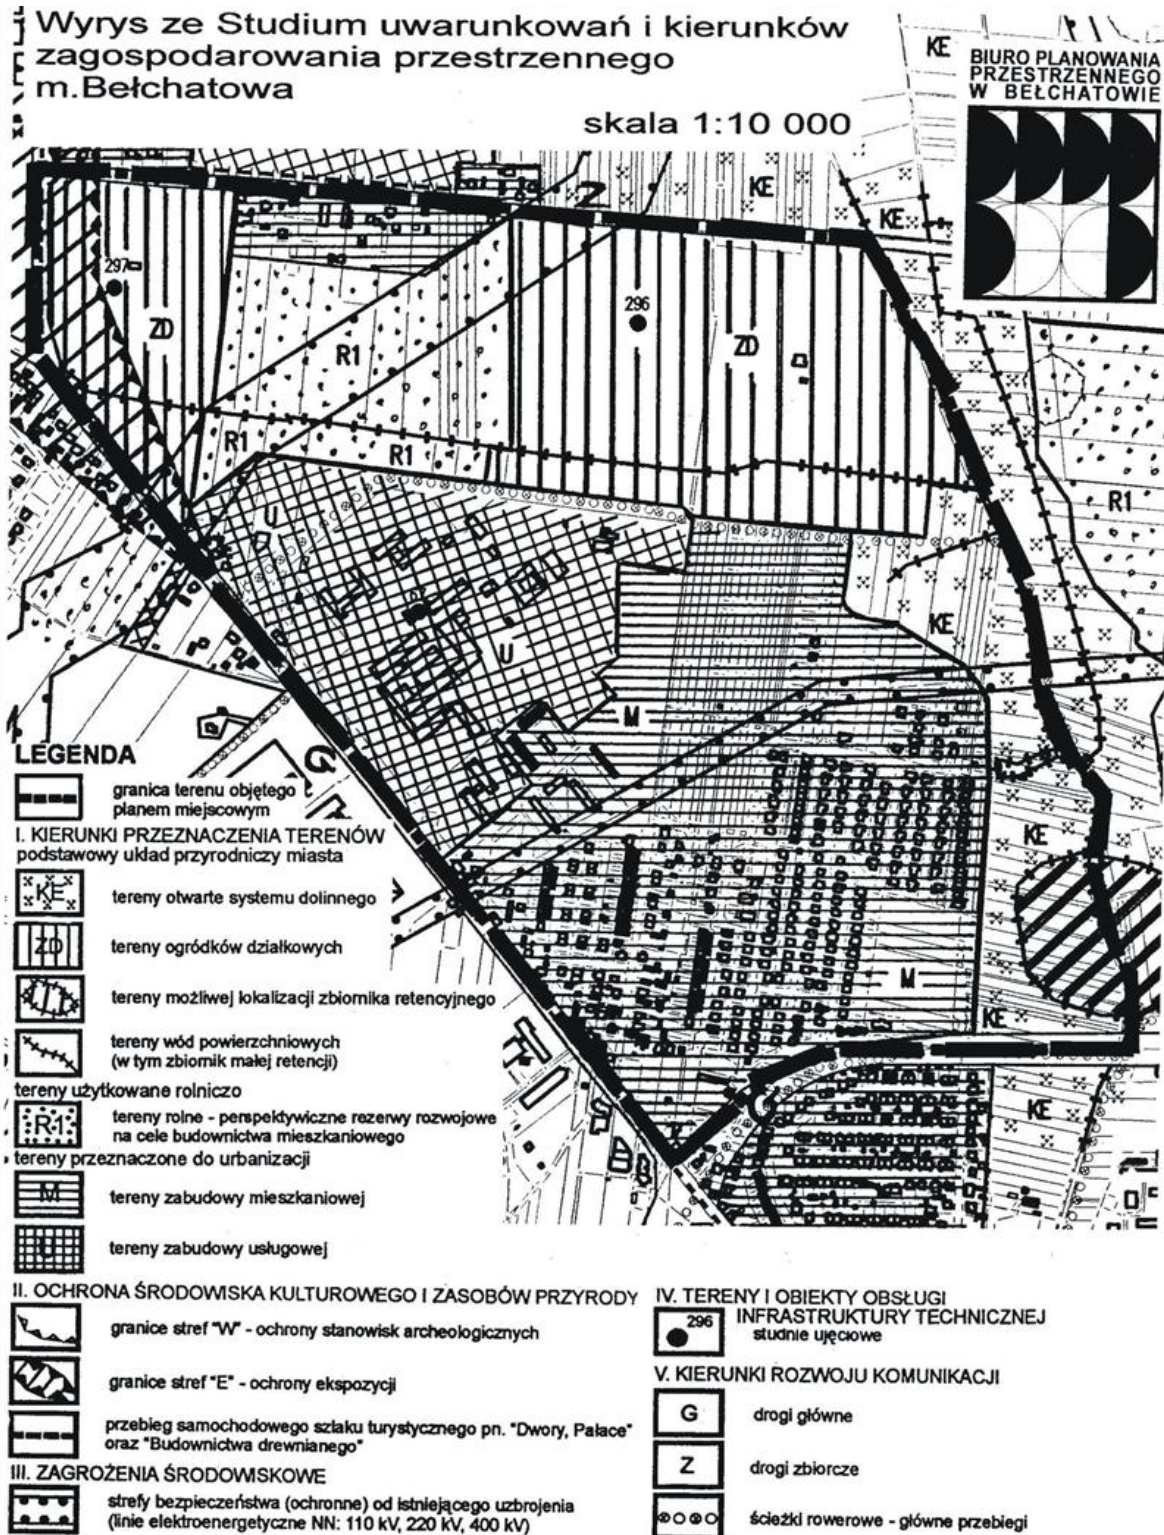 Wyrys ze Studium uwarunkowań i kierunków
zagospodarowania przestrzennego
m.Bełchatowa
skala 1:10 000
BIURO PLANOWANIA
PRZESTRZENNEGO
W BEŁCHATOWIE
KE
KE
KE
Z
297
ZD
R1
296
ZD
R1
R1
R1
U
U
KE
M
G
KE
M
KE
KE
LEGENDA
granica terenu objętego
planem miejscowym
I. KIERUNKI PRZEZNACZENIA TERENÓW
podstawowy układ przyrodniczy miasta
KE
tereny otwarte systemu dolinnego
ZD
tereny ogródków działkowych
tereny możliwej lokalizacji zbiornika retencyjnego
tereny wód powierzchniowych
(w tym zbiornik małej retencji)
tereny użytkowane rolniczo
R1
tereny rolne - perspektywiczne rezerwy rozwojowe
na cele budownictwa mieszkaniowego
tereny przeznaczone do urbanizacji
M
tereny zabudowy mieszkaniowej
U
tereny zabudowy usługowej
II. OCHRONA ŚRODOWISKA KULTUROWEGO I ZASOBÓW PRZYRODY
granice stref "W" - ochrony stanowisk archeologicznych
granice stref "E" - ochrony ekspozycji
przebieg samochodowego szlaku turystycznego pn. "Dwory, Pałace"
oraz "Budownictwa drewnianego"
III. ZAGROŻENIA ŚRODOWISKOWE
strefy bezpieczeństwa (ochronne) od istniejącego uzbrojenia
(linie elektroenergetyczne NN: 110 kV, 220 kV, 400 kV)
IV. TERENY I OBIEKTY OBSŁUGI
INFRASTRUKTURY TECHNICZNEJ
296
studnie ujęciowe
V. KIERUNKI ROZWOJU KOMUNIKACJI
G
drogi główne
Z
drogi zbiorcze
ścieżki rowerowe - główne przebiegi